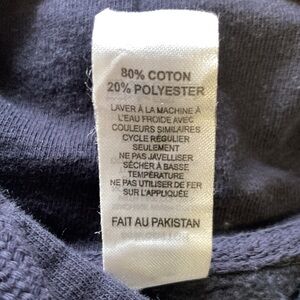 80% COTON
20% POLYESTER
LAVER À LA MACHINE À
L'EAU FROIDE AVEC
COULEURS SIMILAIRES
CYCLE RÉGULIER
SEULEMENT
NE PAS JAVELLISER
SÉCHER À BASSE
TEMPÉRATURE
NE PAS UTILISER DE FER
SUR L'APPLIQUÉE
FAIT AU PAKISTAN